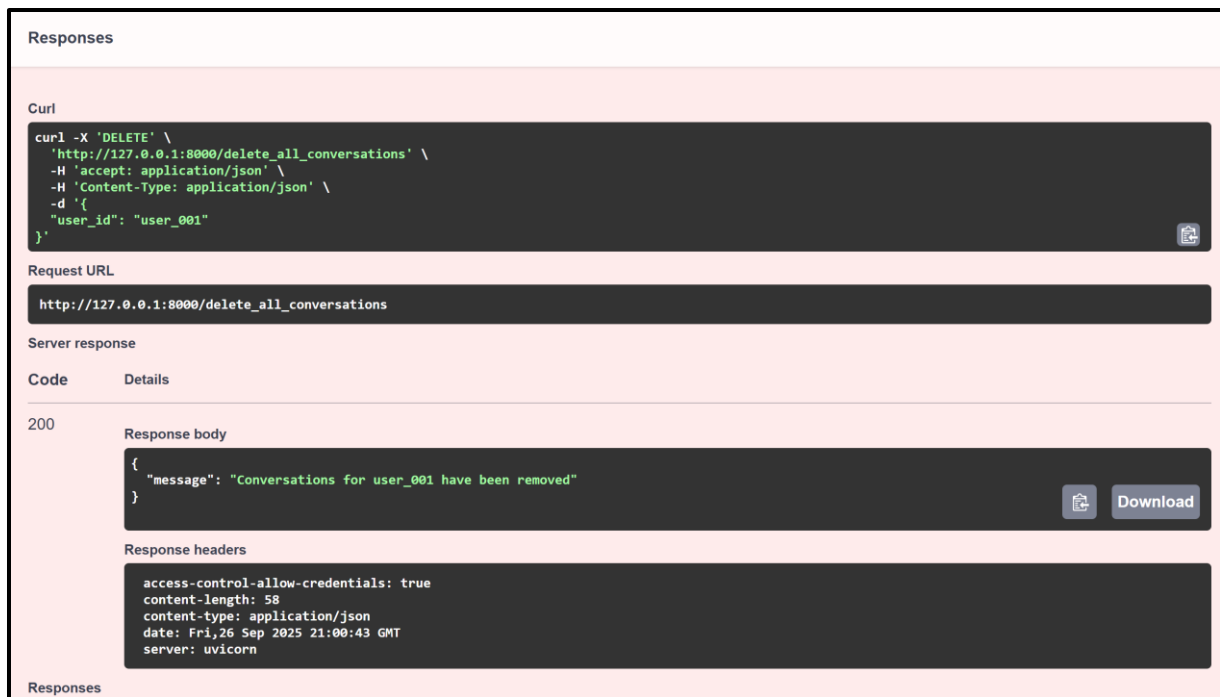 Responses
Curl
curl -X 'DELETE' \
  'http://127.0.0.1:8000/delete_all_conversations' \
  -H 'accept: application/json' \
  -H 'Content-Type: application/json' \
  -d '{
  "user_id": "user_001"
}'
Request URL
http://127.0.0.1:8000/delete_all_conversations
Server response
Code Details
200
Response body
{
  "message": "Conversations for user_001 have been removed"
}
Download
Response headers
access-control-allow-credentials: true
content-length: 58
content-type: application/json
date: Fri,26 Sep 2025 21:00:43 GMT
server: uvicorn
Responses